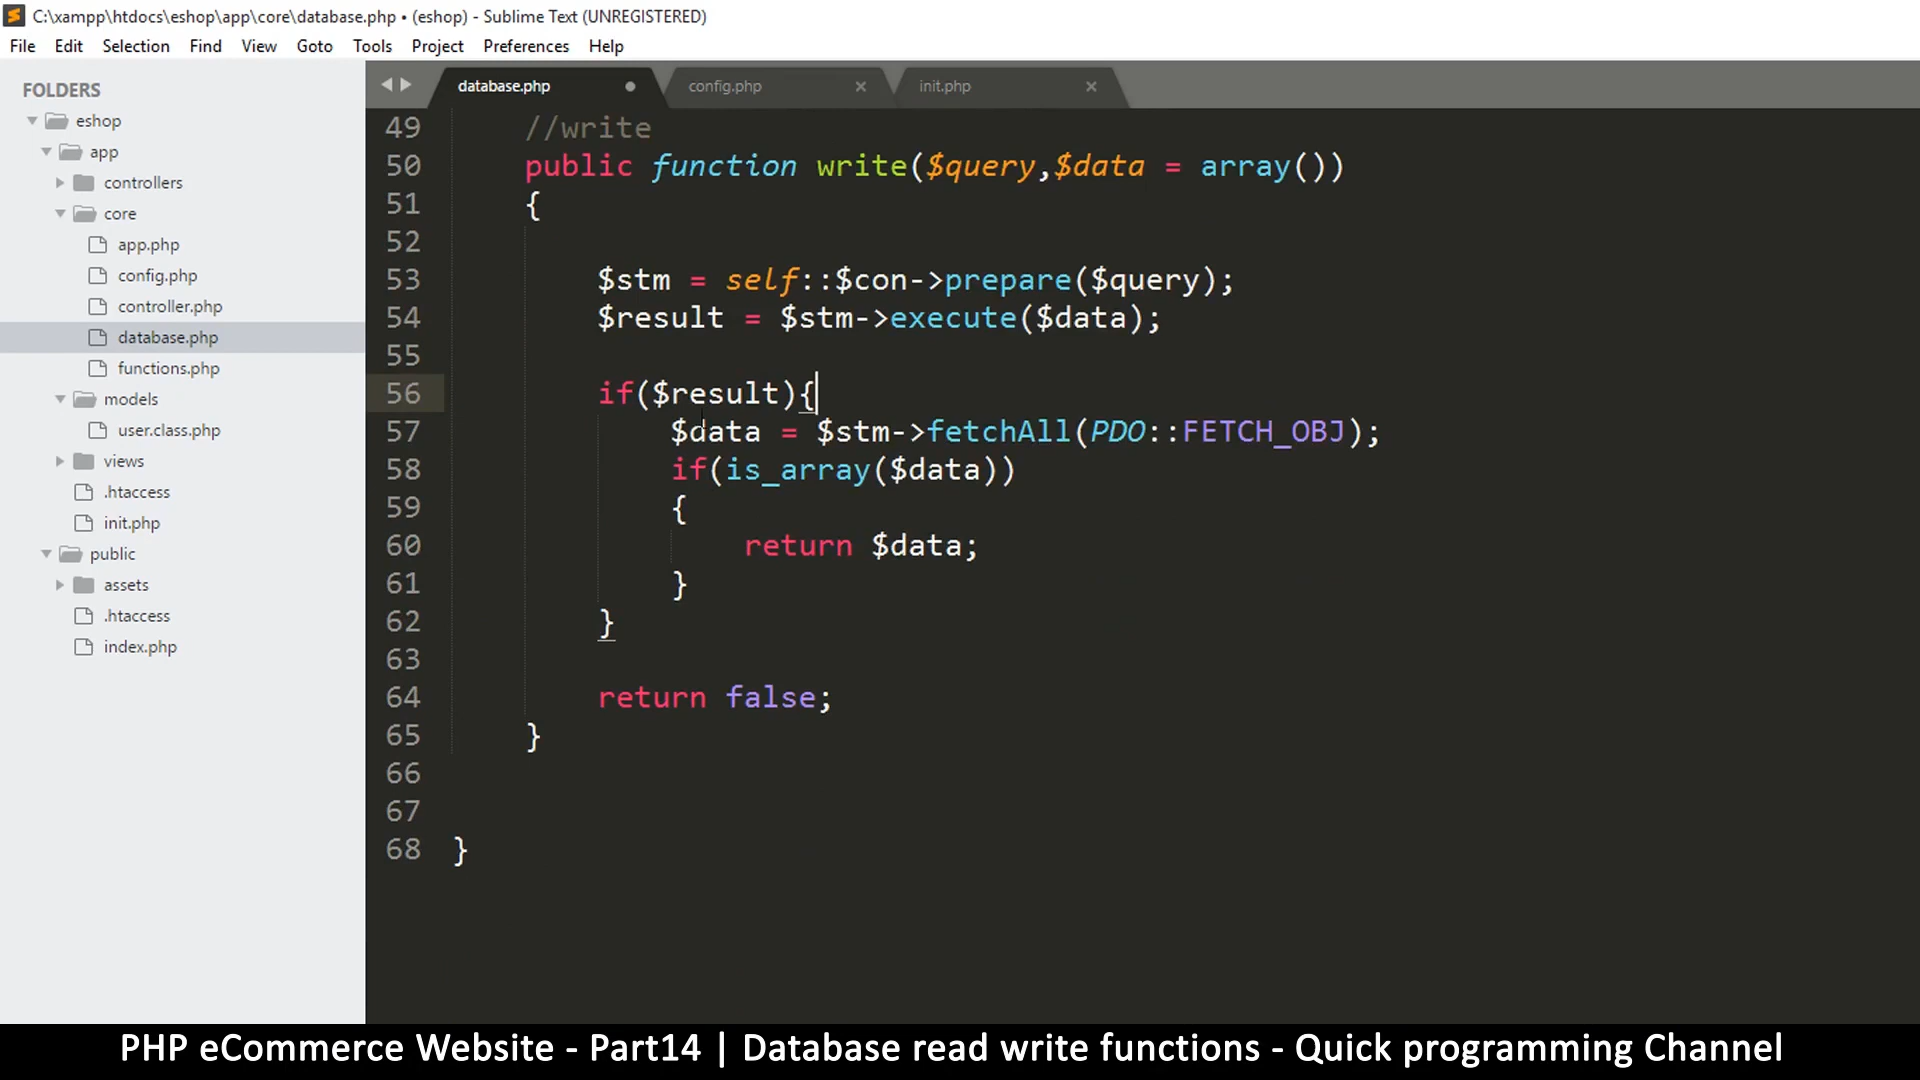 C:\xampp\htdocs\eshop\app\core\database.php • (eshop) - Sublime Text (UNREGISTERED)
File Edit Selection Find View Goto Tools Project Preferences Help
FOLDERS
eshop
app
controllers
core
app.php
config.php
controller.php
database.php
functions.php
models
user.class.php
views
.htaccess
init.php
public
assets
.htaccess
index.php
database.php config.php init.php
49 //write
50 public function write($query,$data = array())
51 {
52
53 $stm = self::$con->prepare($query);
54 $result = $stm->execute($data);
55
56 if($result){
57 $data = $stm->fetchAll(PDO::FETCH_OBJ);
58 if(is_array($data))
59 {
60 return $data;
61 }
62 }
63
64 return false;
65 }
66
67
68 }
PHP eCommerce Website - Part14 | Database read write functions - Quick programming Channel